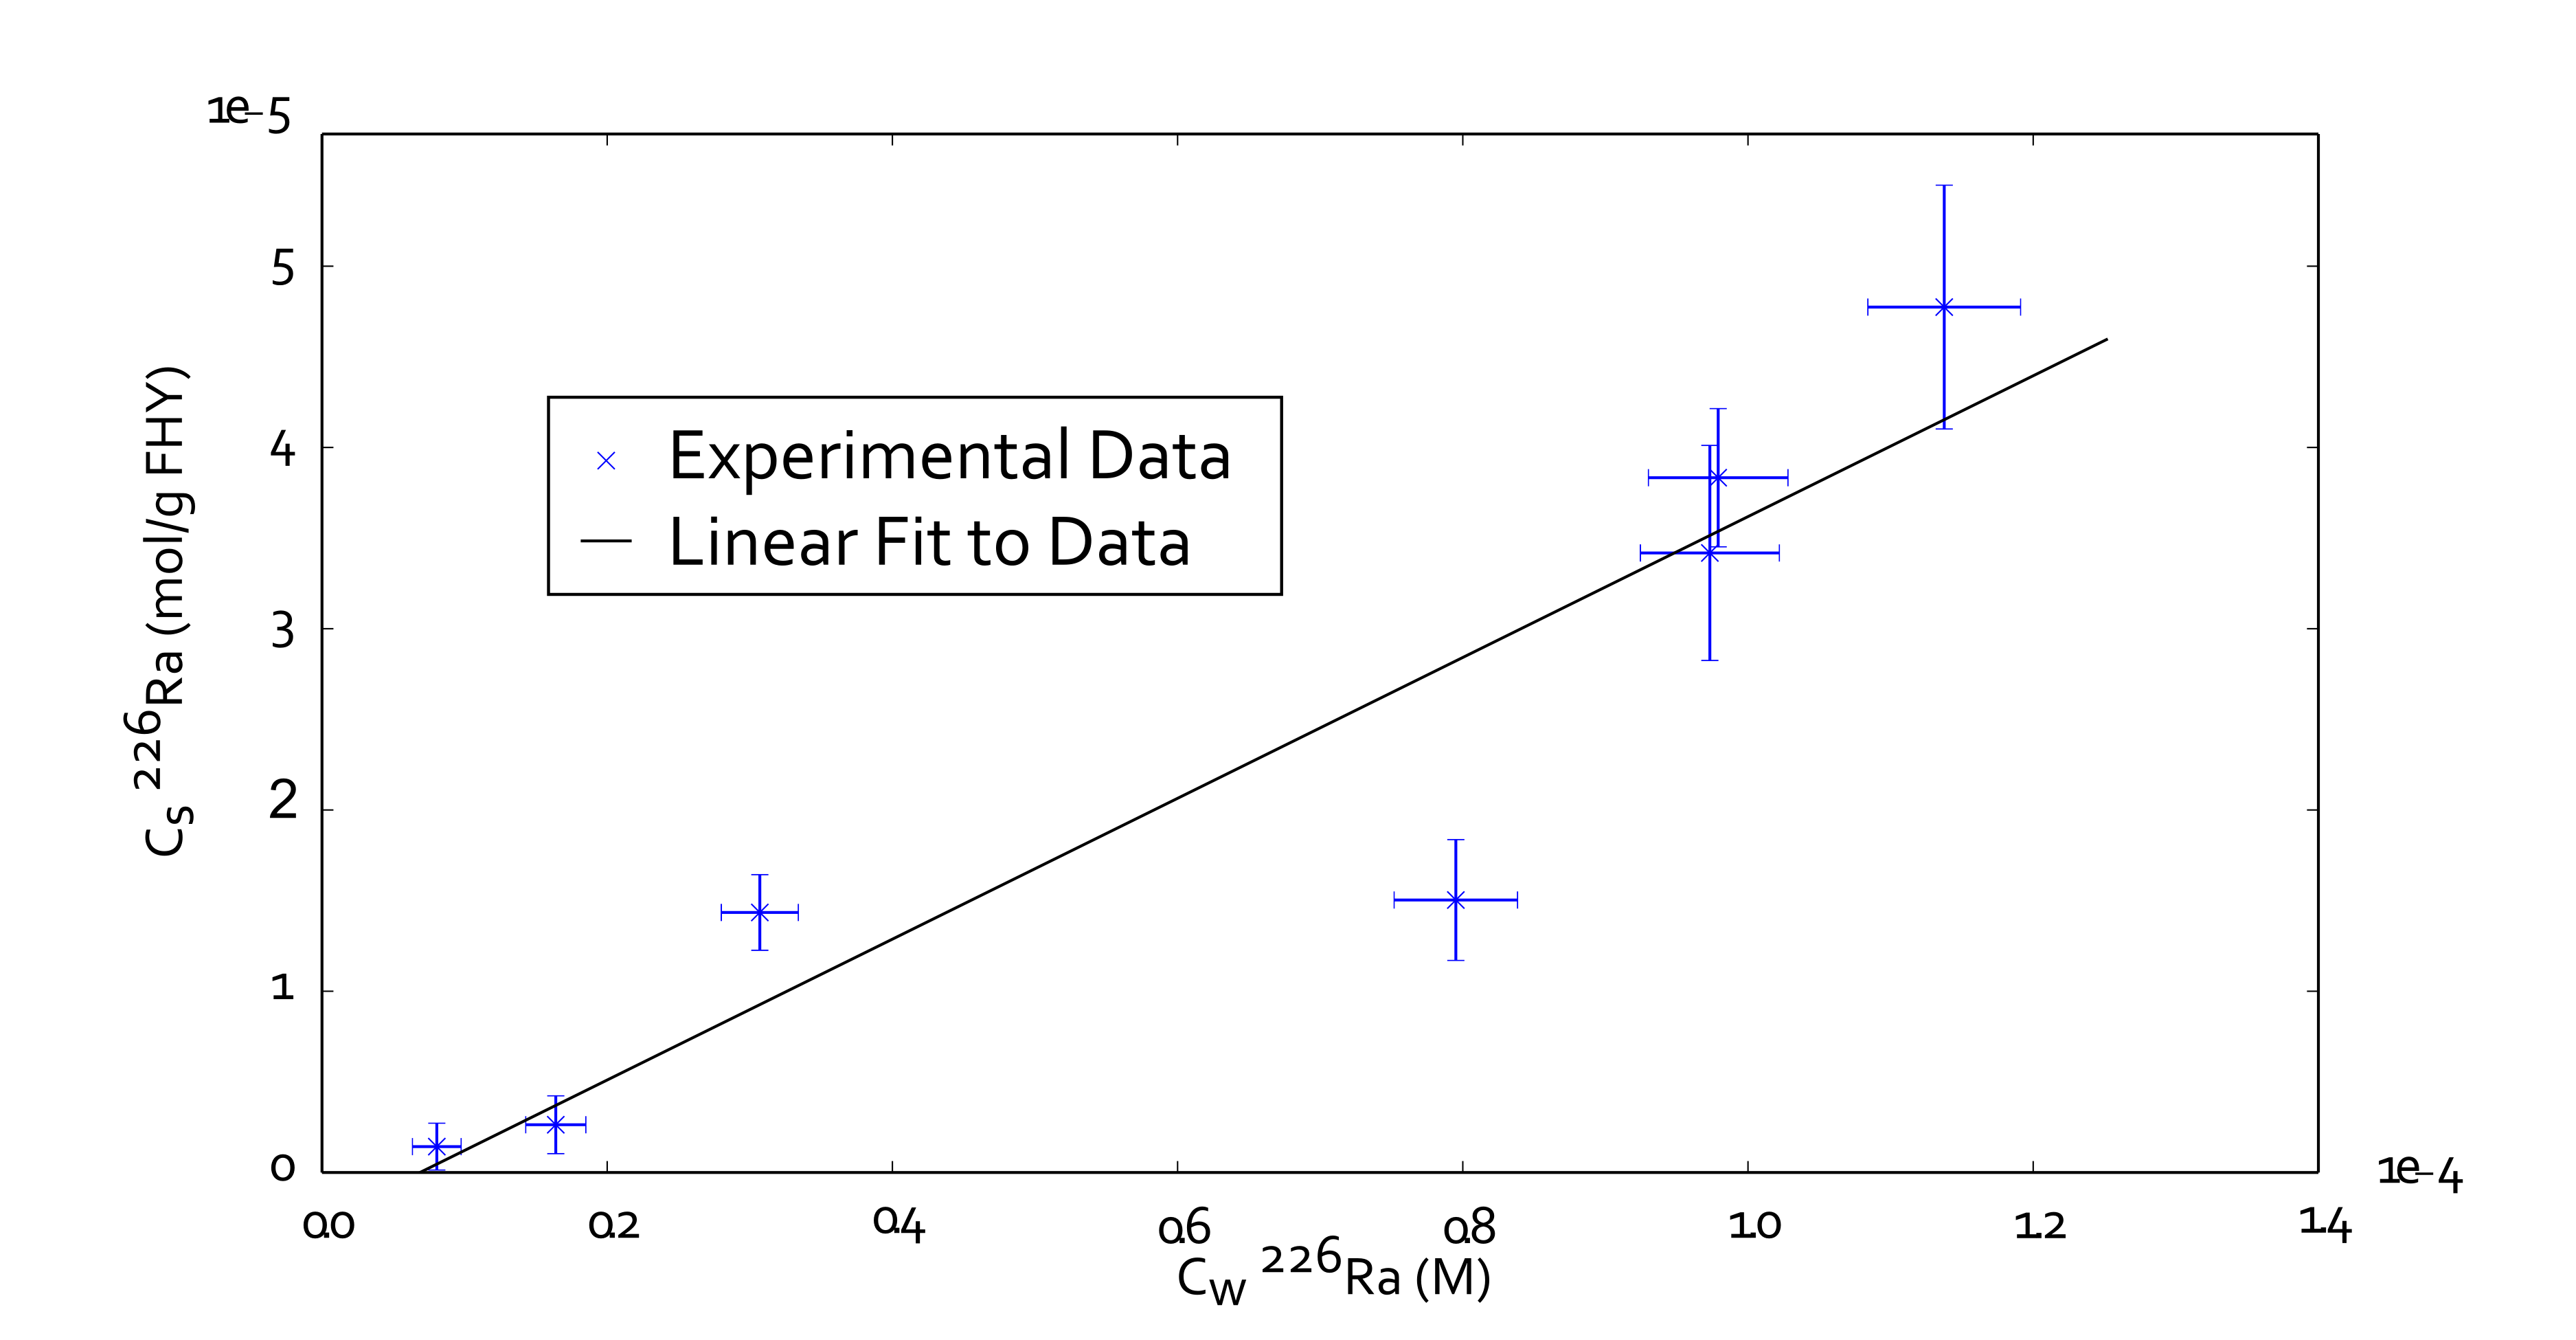 1e–5
5
4
3
2
1
0
Cs ²²⁶Ra (mol/g FHY)
Experimental Data
Linear Fit to Data
0.0 0.2 0.4 0.6 0.8 1.0 1.2 1.4
1e–4
Cw ²²⁶Ra (M)